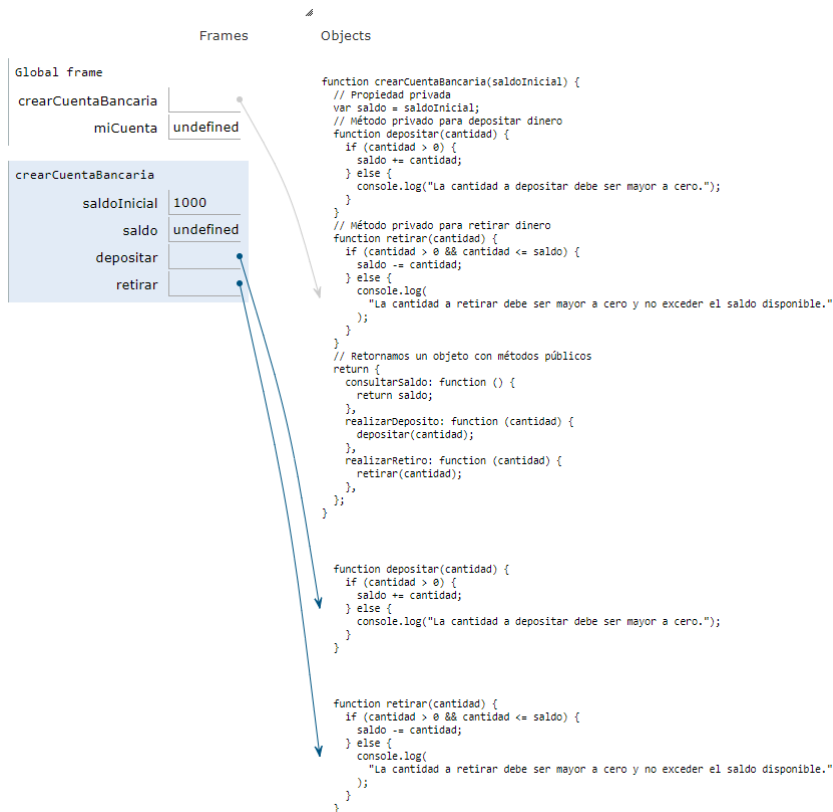 Frames Objects
Global frame
crearCuentaBancaria
miCuenta undefined
crearCuentaBancaria
saldoInicial 1000
saldo undefined
depositar
retirar
function crearCuentaBancaria(saldoInicial) {
  // Propiedad privada
  var saldo = saldoInicial;
  // Método privado para depositar dinero
  function depositar(cantidad) {
    if (cantidad > 0) {
      saldo += cantidad;
    } else {
      console.log("La cantidad a depositar debe ser mayor a cero.");
    }
  }
  // Método privado para retirar dinero
  function retirar(cantidad) {
    if (cantidad > 0 && cantidad <= saldo) {
      saldo -= cantidad;
    } else {
      console.log(
        "La cantidad a retirar debe ser mayor a cero y no exceder el saldo disponible."
      );
    }
  }
  // Retornamos un objeto con métodos públicos
  return {
    consultarSaldo: function () {
      return saldo;
    },
    realizarDeposito: function (cantidad) {
      depositar(cantidad);
    },
    realizarRetiro: function (cantidad) {
      retirar(cantidad);
    },
  };
}
  function depositar(cantidad) {
    if (cantidad > 0) {
      saldo += cantidad;
    } else {
      console.log("La cantidad a depositar debe ser mayor a cero.");
    }
  }
  function retirar(cantidad) {
    if (cantidad > 0 && cantidad <= saldo) {
      saldo -= cantidad;
    } else {
      console.log(
        "La cantidad a retirar debe ser mayor a cero y no exceder el saldo disponible."
      );
    }
  }